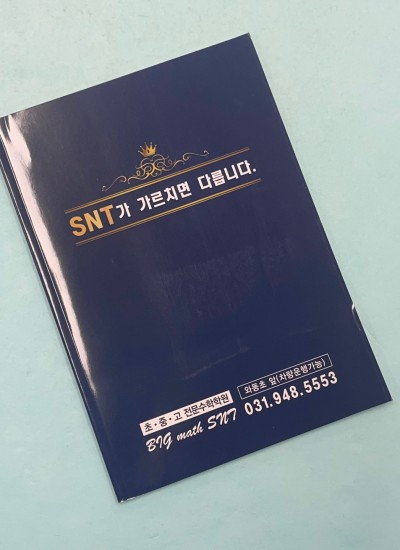 SNT가 가르치면 다릅니다.
초·중·고 전문수학학원
BIG math SNT
와동초 앞(차량운행가능)
031.948.5553